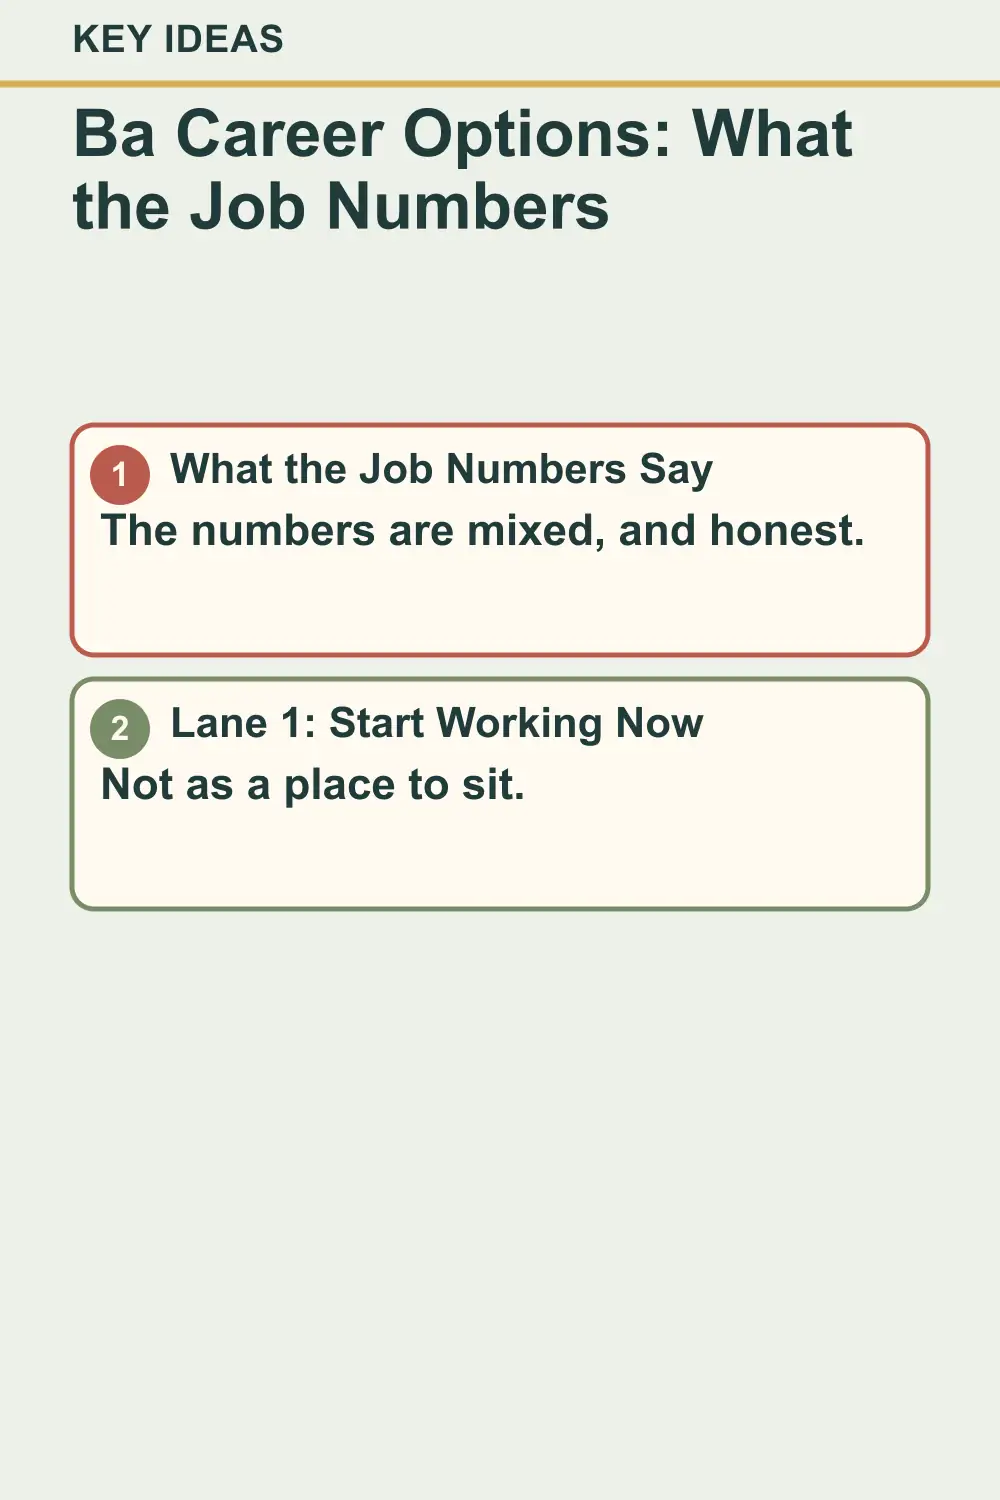 KEY IDEAS
Ba Career Options: What
the Job Numbers
1 What the Job Numbers Say
The numbers are mixed, and honest.
2 Lane 1: Start Working Now
Not as a place to sit.